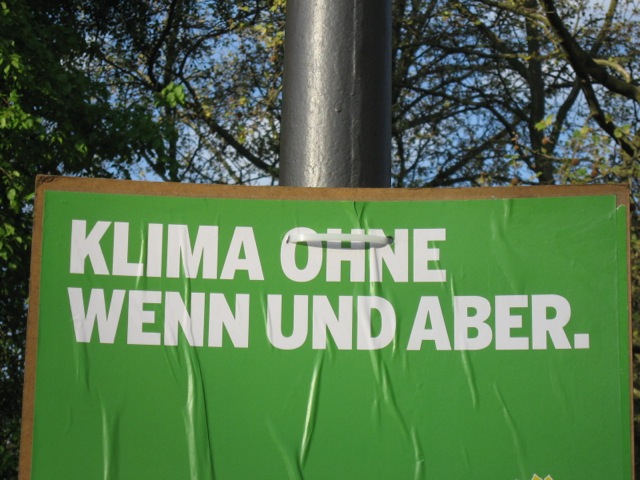 KLIMA OHNE
WENN UND ABER.